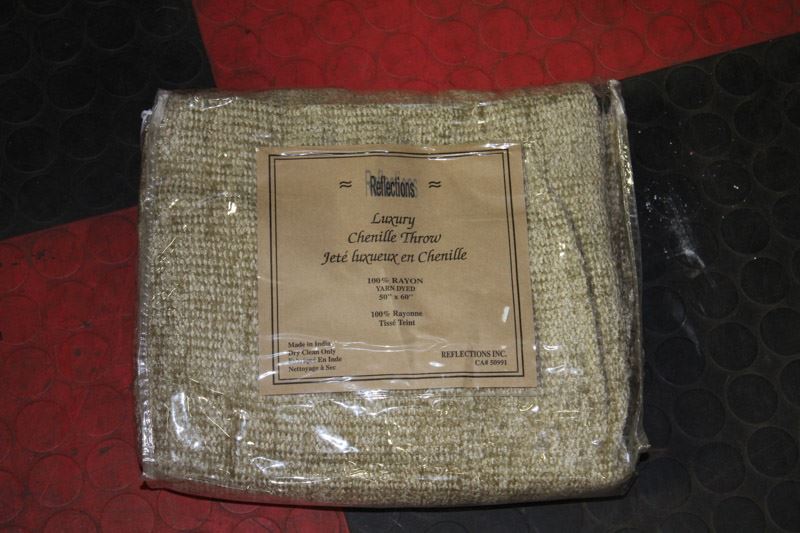 ≈ Reflections ≈
Luxury
Chenille Throw
Jeté luxueux en Chenille
100% RAYON
YARN DYED
50" x 60"
100% Rayonne
Tissé Teint
Made in India
Dry Clean Only
Fabriqué En Inde
Nettoyage à Sec
REFLECTIONS INC.
CA# 50991